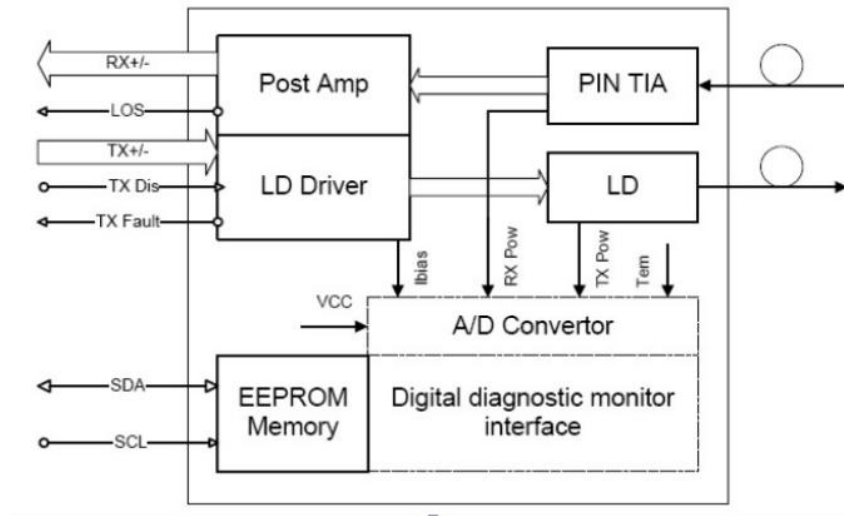 RX+/-
Post Amp
PIN TIA
LOS
TX+/-
TX Dis
LD Driver
LD
TX Fault
Ibias
RX Pow
TX Pow
Tem
VCC
A/D Convertor
SDA
EEPROM
Memory
Digital diagnostic monitor
interface
SCL